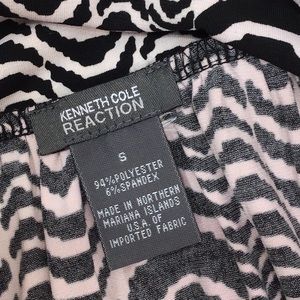 KENNETH COLE
REACTION
S
94% POLYESTER
6% SPANDEX
MADE IN NORTHERN
MARIANA ISLANDS
U.S.A. OF
IMPORTED FABRIC